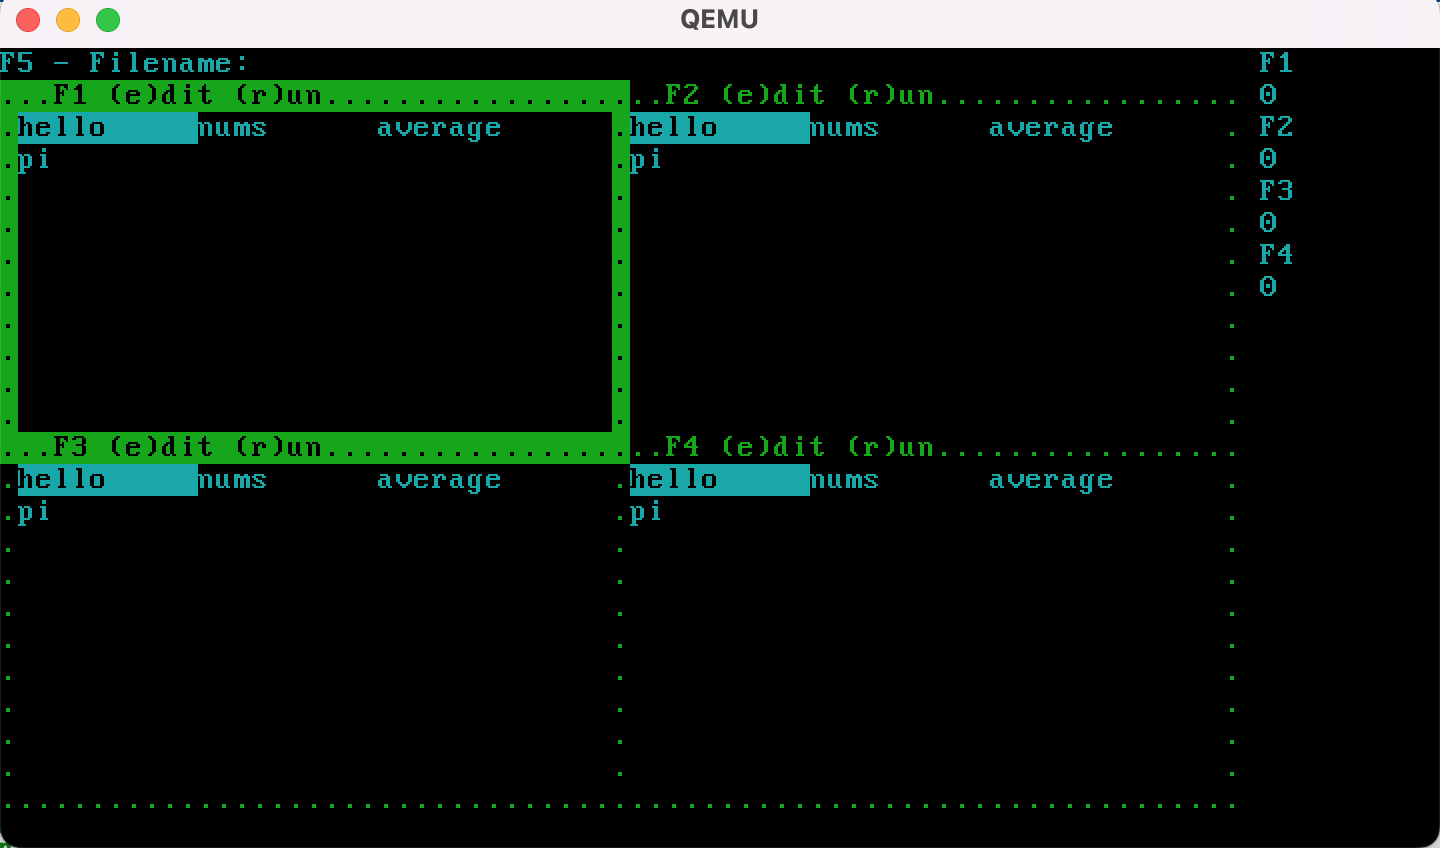 QEMU
F5 - Filename: F1
...F1 (e)dit (r)un....................F2 (e)dit (r)un................. 0
.hello nums average .hello nums average . F2
.pi .pi . 0
. . . F3
. . . 0
. . . F4
. . . 0
. . .
. . .
. . .
. . .
...F3 (e)dit (r)un....................F4 (e)dit (r)un.................
.hello nums average .hello nums average .
.pi .pi .
. . .
. . .
. . .
. . .
. . .
. . .
. . .
. . .
.....................................................................